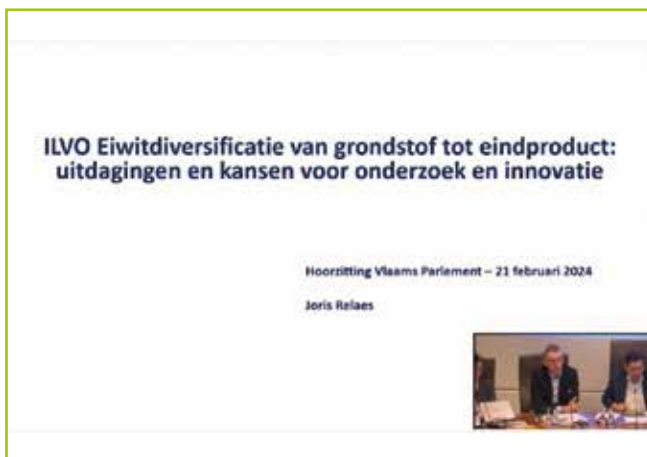 ILVO Eiwitdiversificatie van grondstof tot eindproduct:
uitdagingen en kansen voor onderzoek en innovatie
Hoorzitting Vlaams Parlement – 21 februari 2024
Joris Relaes